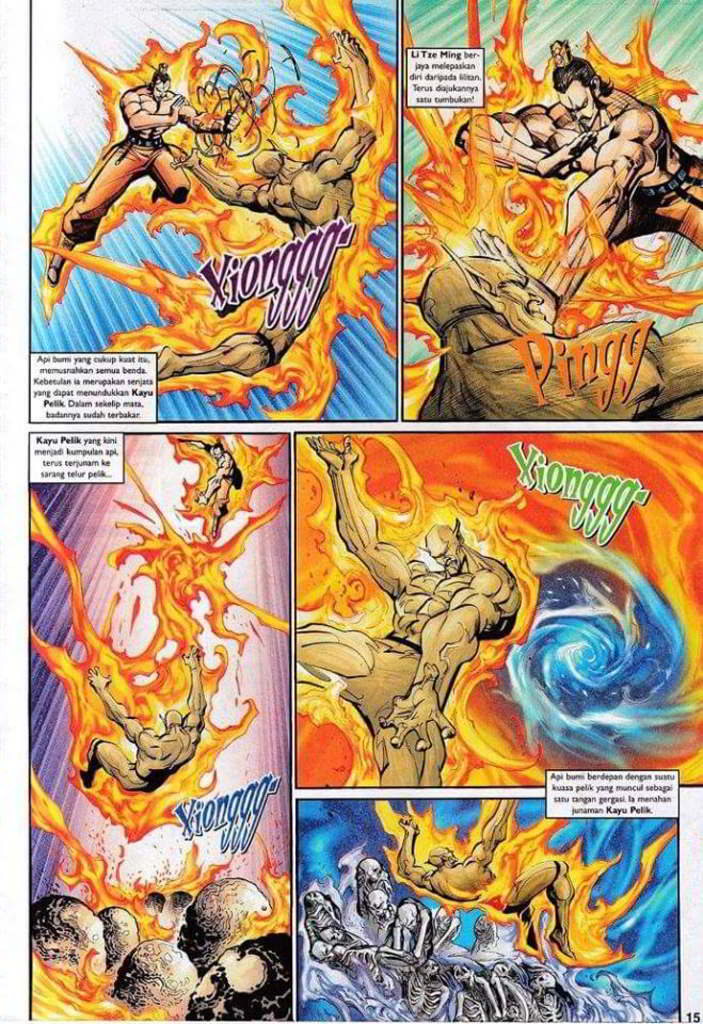 Xionggg-
Api bumi yang cukup kuat itu,
memusnahkan semua benda.
Kebetulan ia merupakan senjata
yang dapat menundukkan Kayu
Pelik. Dalam sekelip mata,
badannya sudah terbakar.
Li Tze Ming ber-
jaya melepaskan
diri daripada lilitan.
Terus diajukannya
satu tumbukan!
Pingg
Kayu Pelik yang kini
menjadi kumpulan api,
terus terjunam ke
sarang telur pelik...
Xionggg-
Xionggg-
Api bumi berdepan dengan suatu
kuasa pelik yang muncul sebagai
satu tangan gergasi. Ia menahan
junaman Kayu Pelik.
15